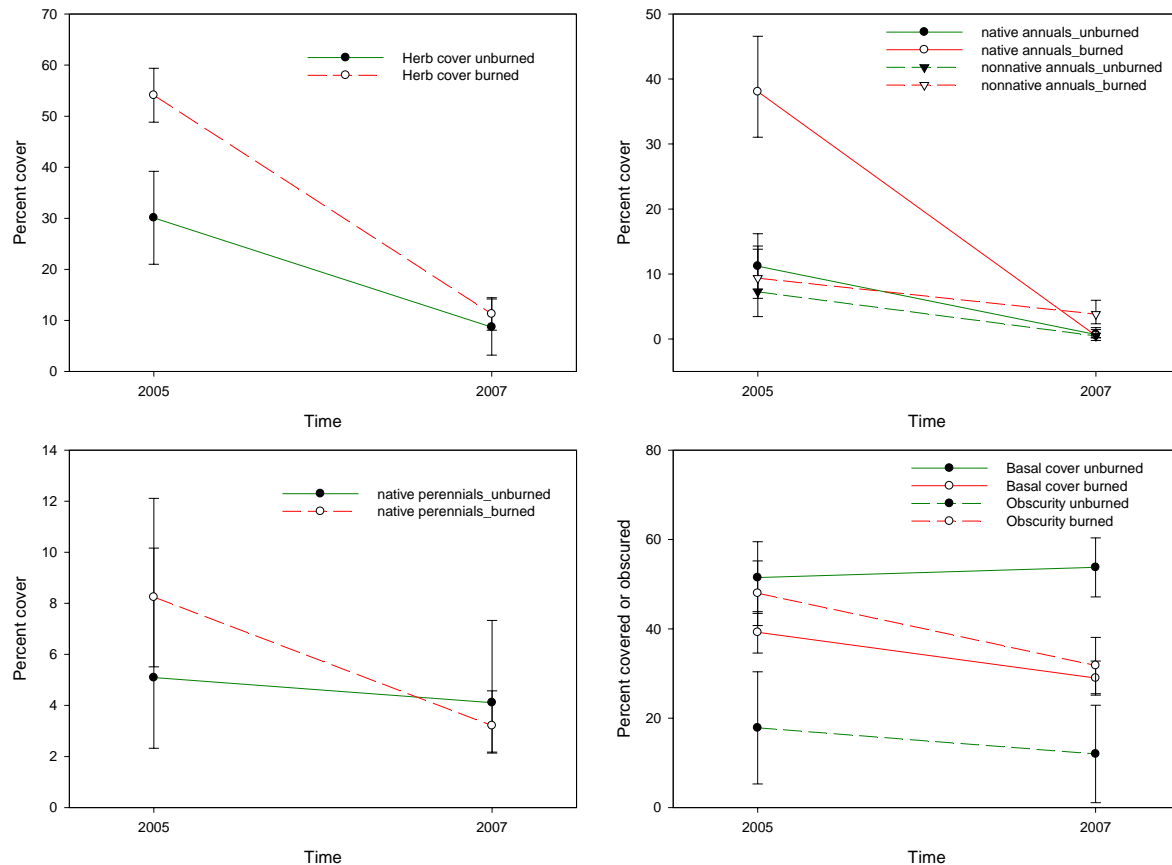 70
60
50
40
30
20
10
0
Percent cover
Herb cover unburned
Herb cover burned
2005 2007
Time
50
40
30
20
10
0
Percent cover
native annuals_unburned
native annuals_burned
nonnative annuals_unburned
nonnative annuals_burned
2005 2007
Time
14
12
10
8
6
4
2
0
Percent cover
native perennials_unburned
native perennials_burned
2005 2007
Time
80
60
40
20
0
Percent covered or obscured
Basal cover unburned
Basal cover burned
Obscurity unburned
Obscurity burned
2005 2007
Time